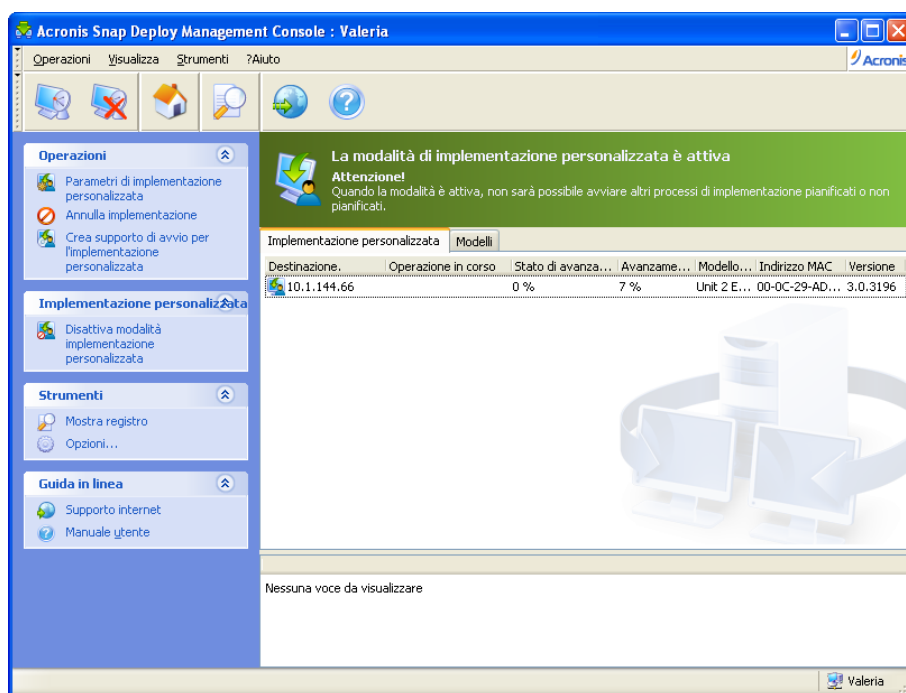 Acronis Snap Deploy Management Console : Valeria
Operazioni Visualizza Strumenti ?Aiuto
Acronis
Operazioni
Parametri di implementazione
personalizzata
Annulla implementazione
Crea supporto di avvio per
l'implementazione
personalizzata
Implementazione personalizzata
Disattiva modalità
implementazione
personalizzata
Strumenti
Mostra registro
Opzioni...
Guida in linea
Supporto internet
Manuale utente
La modalità di implementazione personalizzata è attiva
Attenzione!
Quando la modalità è attiva, non sarà possibile avviare altri processi di implementazione pianificati o non
pianificati.
Implementazione personalizzata Modelli
Destinazione. Operazione in corso Stato di avanza... Avanzame... Modello... Indirizzo MAC Versione
10.1.144.66 0 % 7 % Unit 2 E... 00-0C-29-AD... 3.0.3196
Nessuna voce da visualizzare
Valeria